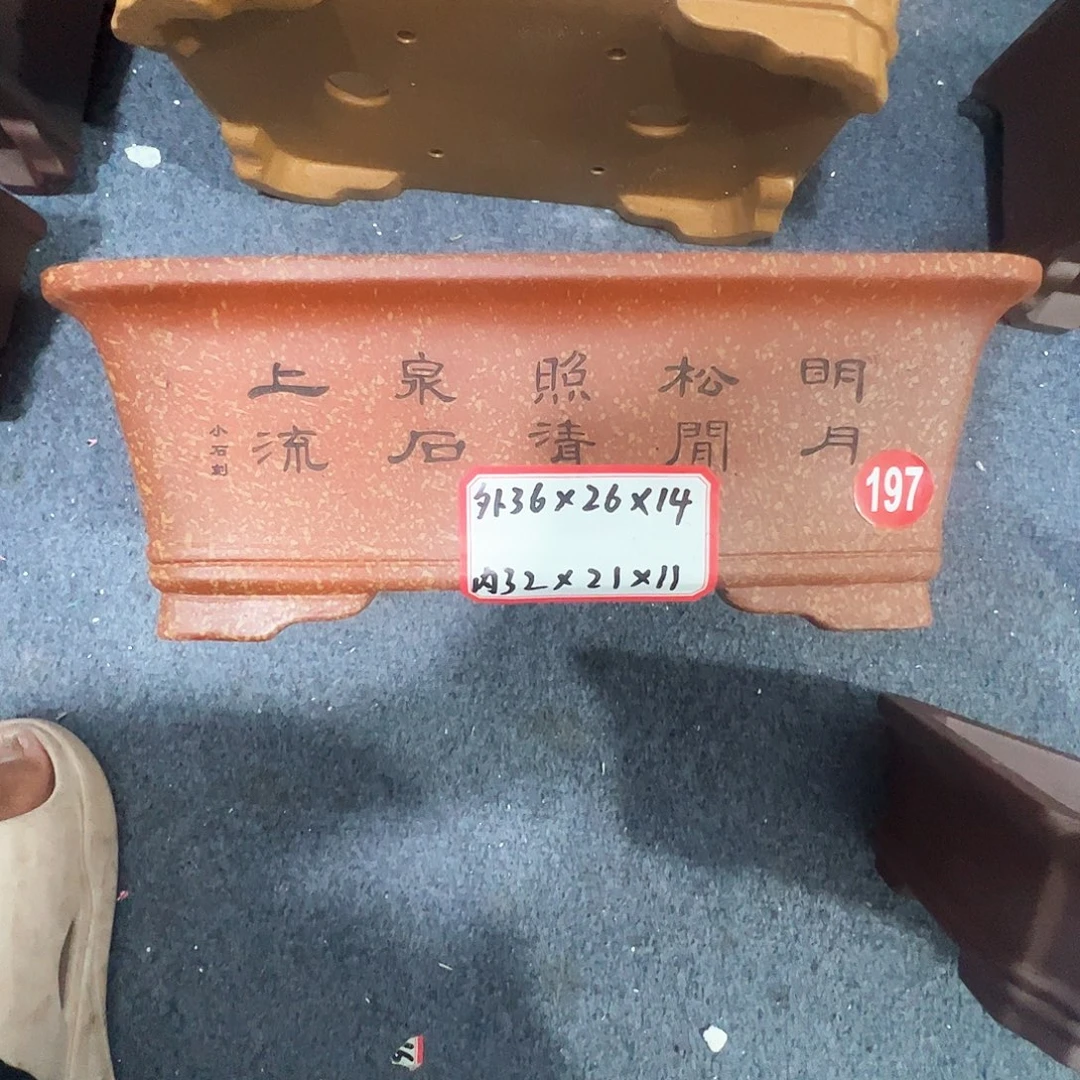 明月
松閒
照清
泉石
上流
小石刻
197
外36×26×14
内32×21×11